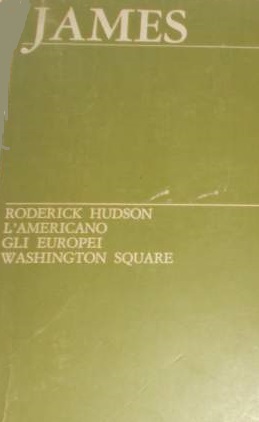 JAMES
RODERICK HUDSON
L'AMERICANO
GLI EUROPEI
WASHINGTON SQUARE